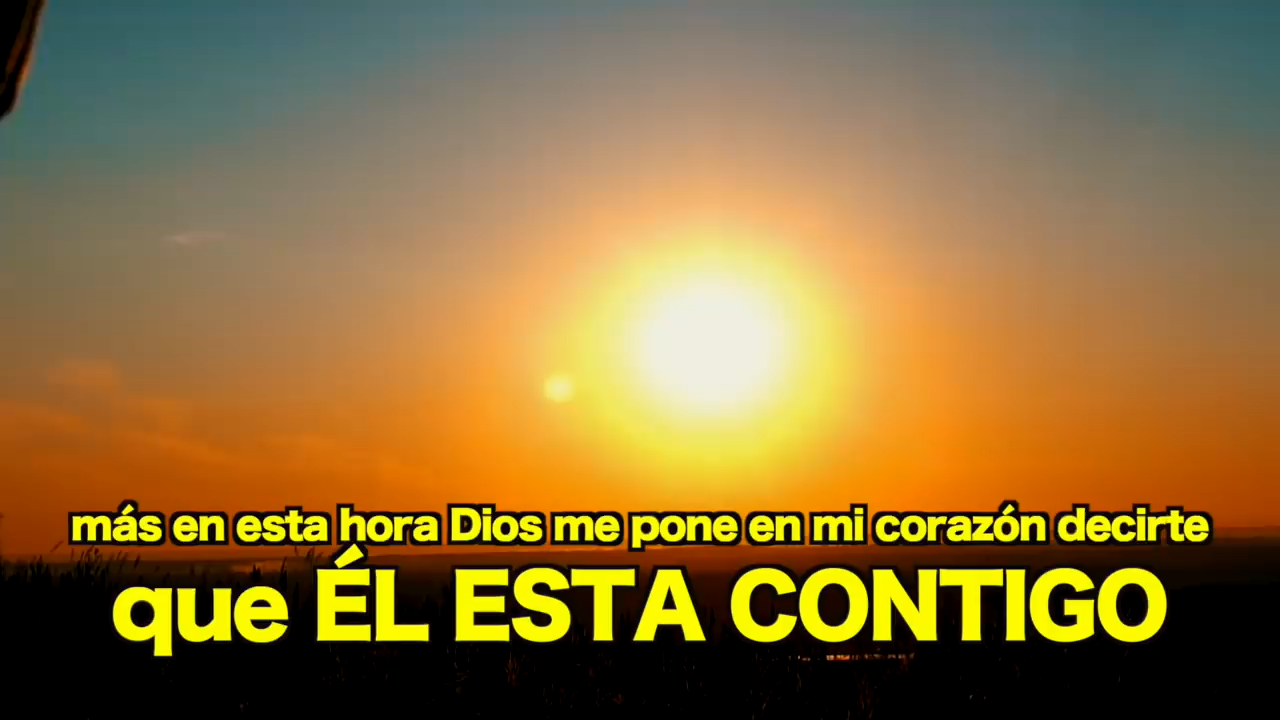 más en esta hora Dios me pone en mi corazón decirte
que ÉL ESTA CONTIGO